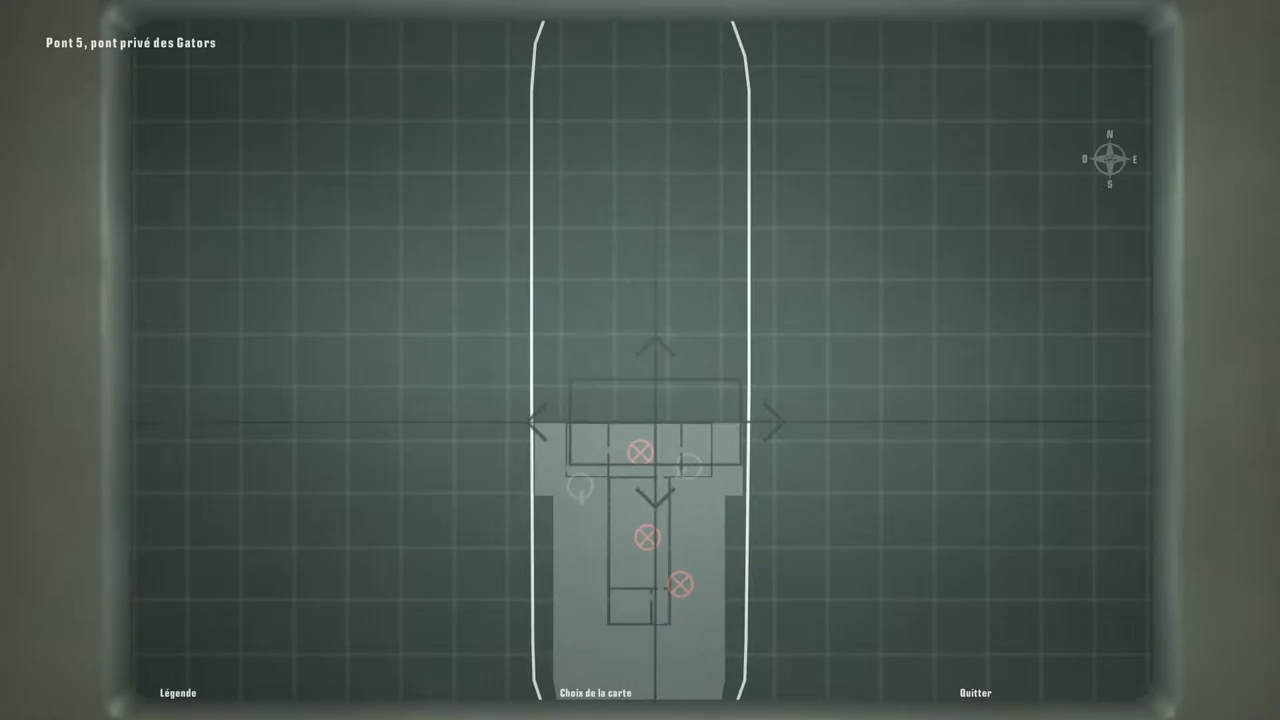 Pont 5, pont privé des Gators
N
O
E
S
Légende
Choix de la carte
Quitter